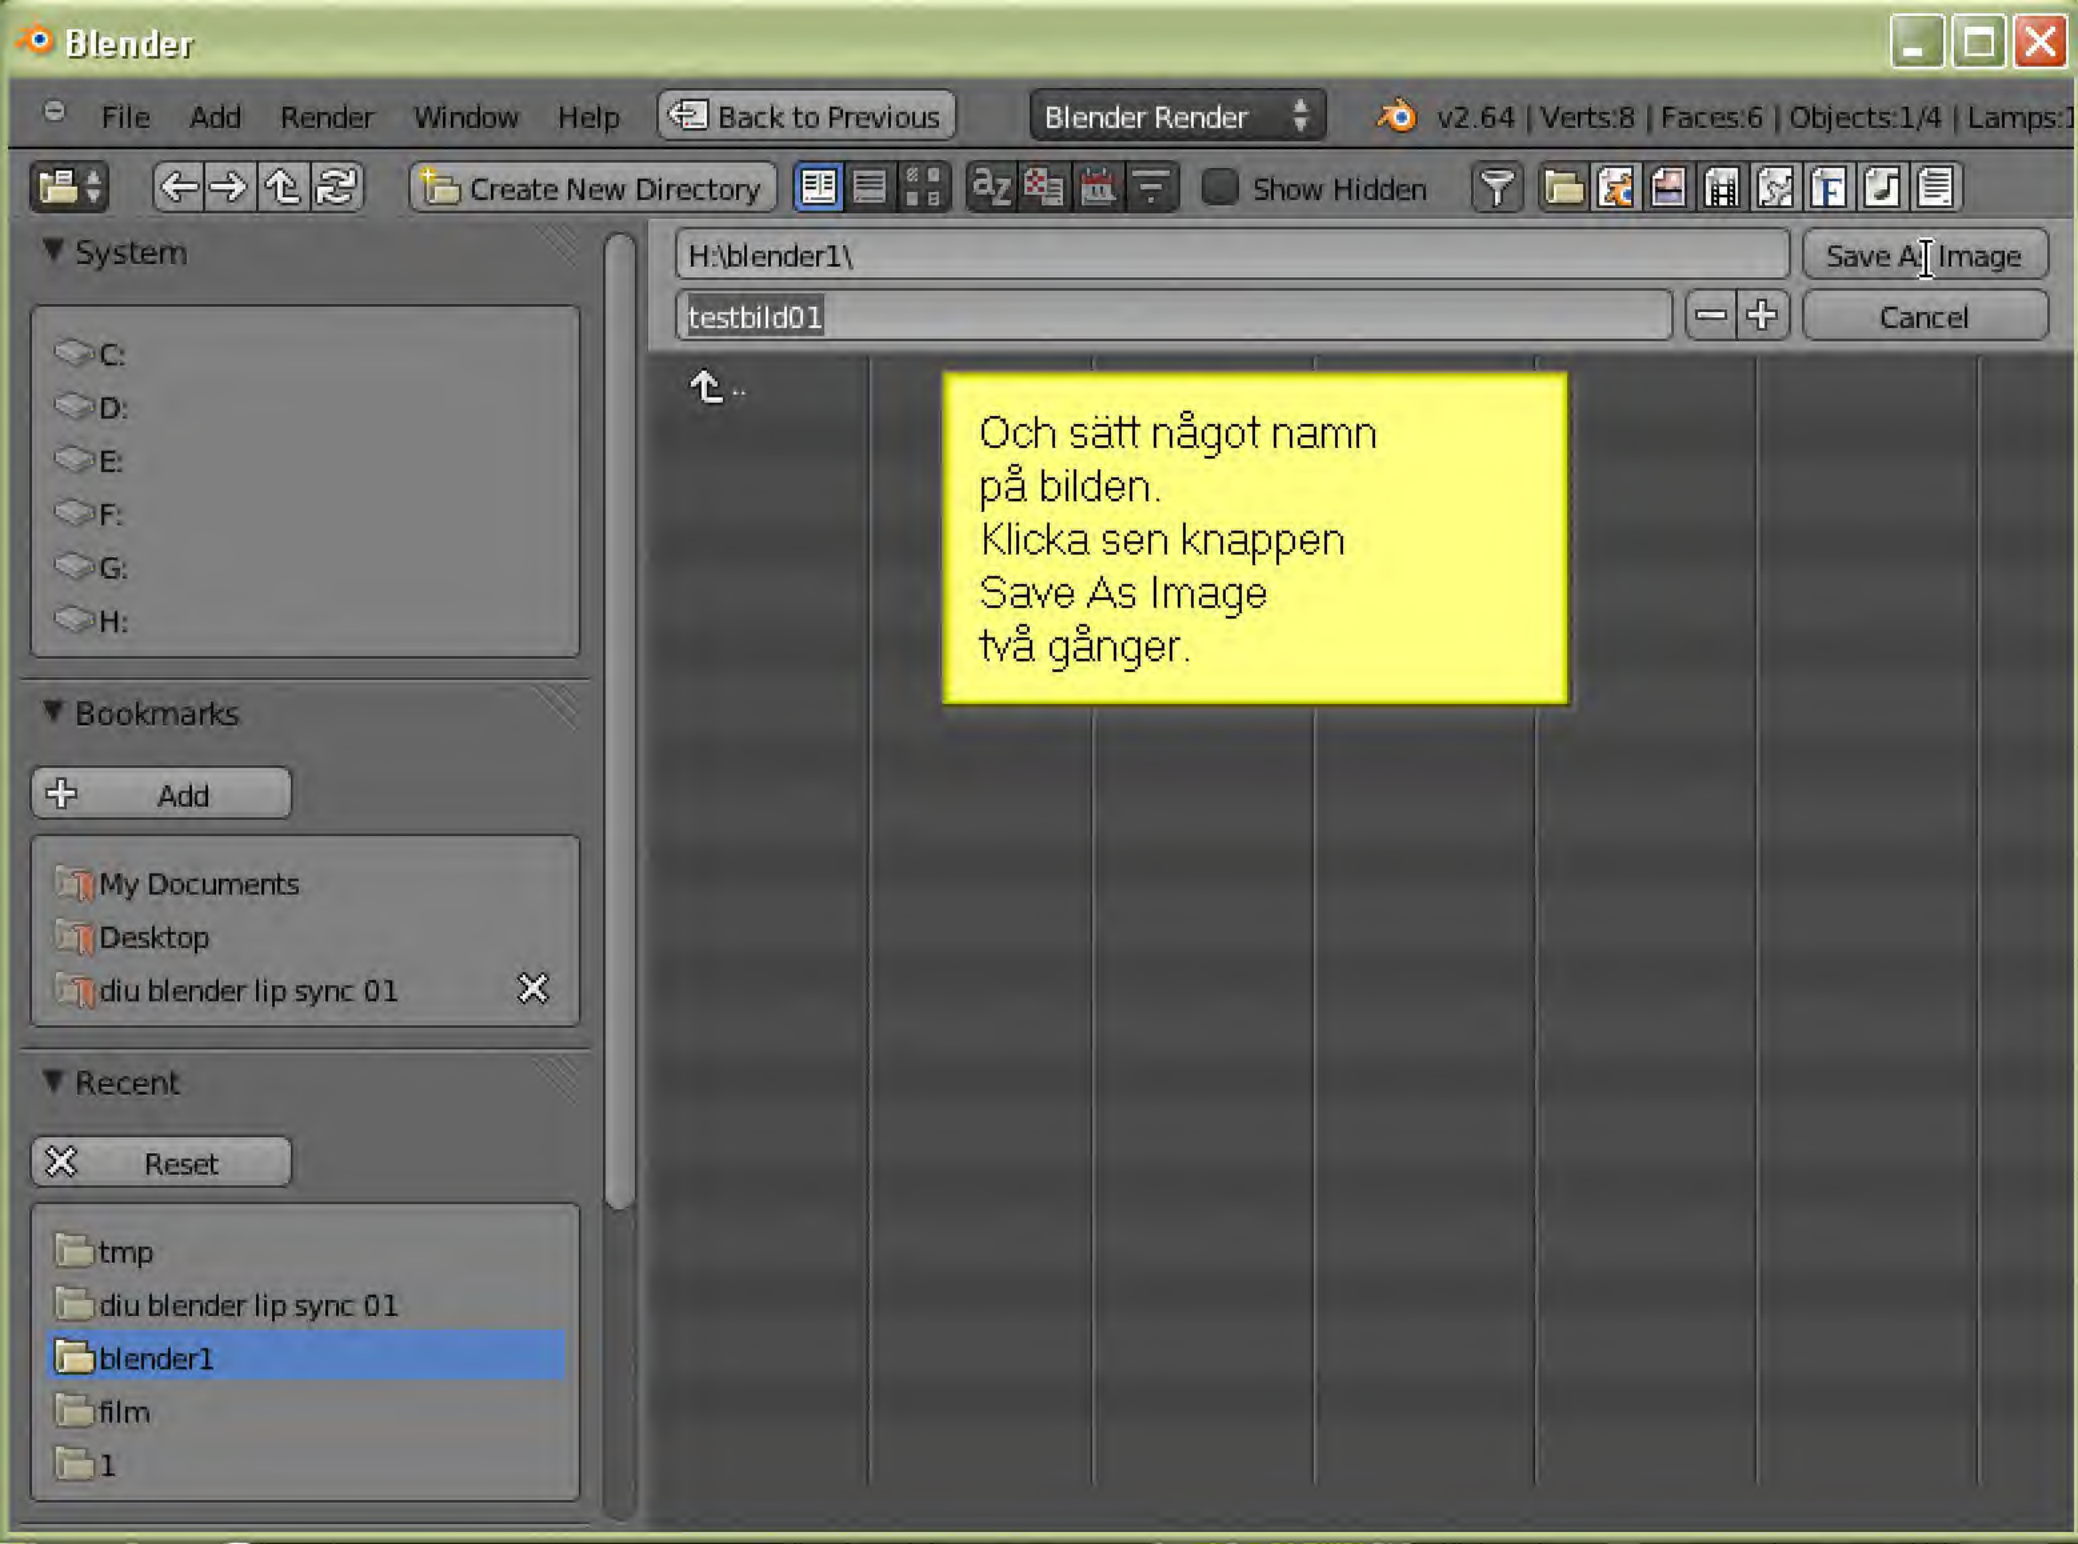 Blender
File Add Render Window Help Back to Previous Blender Render v2.64 | Verts:8 | Faces:6 | Objects:1/4 | Lamps:1
Create New Directory az Show Hidden F
System
H:\blender1\ Save As Image
testbild01 Cancel
C:
D:
E:
F:
G:
H:
..
Och sätt något namn
på bilden.
Klicka sen knappen
Save As Image
två gånger.
Bookmarks
Add
My Documents
Desktop
diu blender lip sync 01
Recent
Reset
tmp
diu blender lip sync 01
blender1
film
1